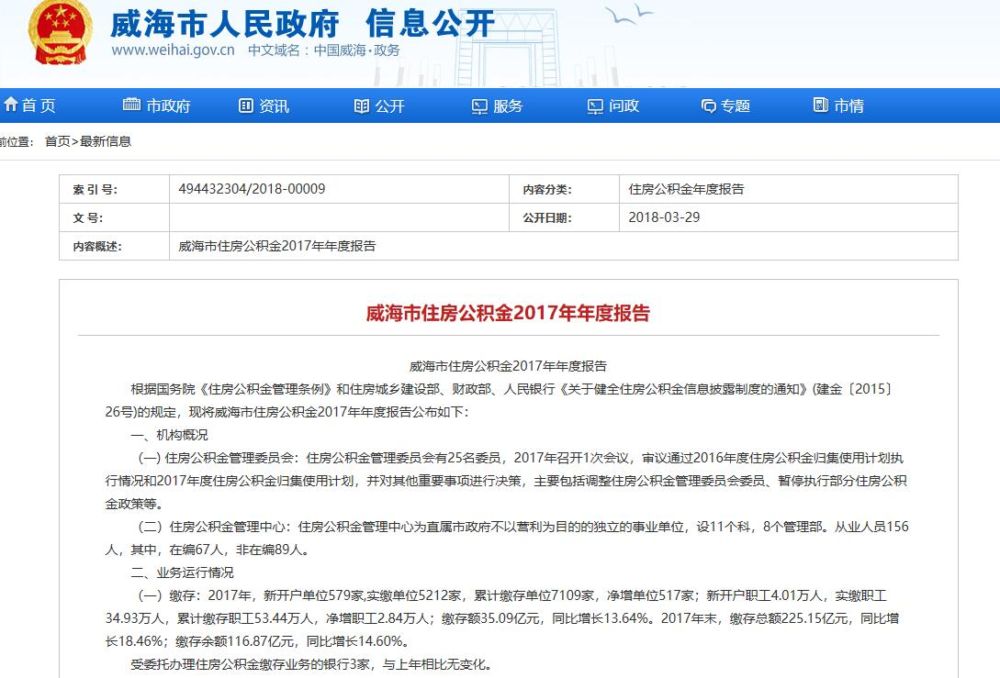 威海市人民政府 信息公开
www.weihai.gov.cn 中文域名：中国威海·政务
首 页 市政府 资讯 公开 服务 问政 专题 市情
前位置： 首页>最新信息
索 引 号： 494432304/2018-00009 内容分类： 住房公积金年度报告
文 号： 公开日期： 2018-03-29
内容概述： 威海市住房公积金2017年年度报告
威海市住房公积金2017年年度报告
威海市住房公积金2017年年度报告
根据国务院《住房公积金管理条例》和住房城乡建设部、财政部、人民银行《关于健全住房公积金信息披露制度的通知》(建金〔2015〕
26号)的规定，现将威海市住房公积金2017年年度报告公布如下：
一、机构概况
（一) 住房公积金管理委员会：住房公积金管理委员会有25名委员，2017年召开1次会议，审议通过2016年度住房公积金归集使用计划执
行情况和2017年度住房公积金归集使用计划，并对其他重要事项进行决策，主要包括调整住房公积金管理委员会委员、暂停执行部分住房公积
金政策等。
（二）住房公积金管理中心：住房公积金管理中心为直属市政府不以营利为目的的独立的事业单位，设11个科，8个管理部。从业人员156
人，其中，在编67人，非在编89人。
二、业务运行情况
（一）缴存：2017年，新开户单位579家,实缴单位5212家，累计缴存单位7109家，净增单位517家；新开户职工4.01万人，实缴职工
34.93万人，累计缴存职工53.44万人，净增职工2.84万人；缴存额35.09亿元，同比增长13.64%。2017年末，缴存总额225.15亿元，同比增
长18.46%；缴存余额116.87亿元，同比增长14.60%。
受委托办理住房公积金缴存业务的银行3家，与上年相比无变化。